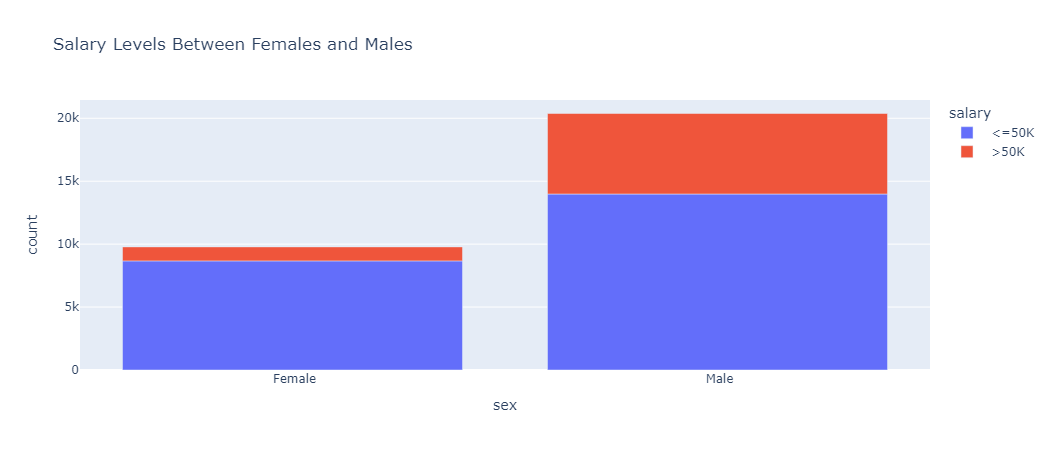 Salary Levels Between Females and Males
salary
<=50K
>50K
20k
15k
10k
5k
0
count
Female
Male
sex